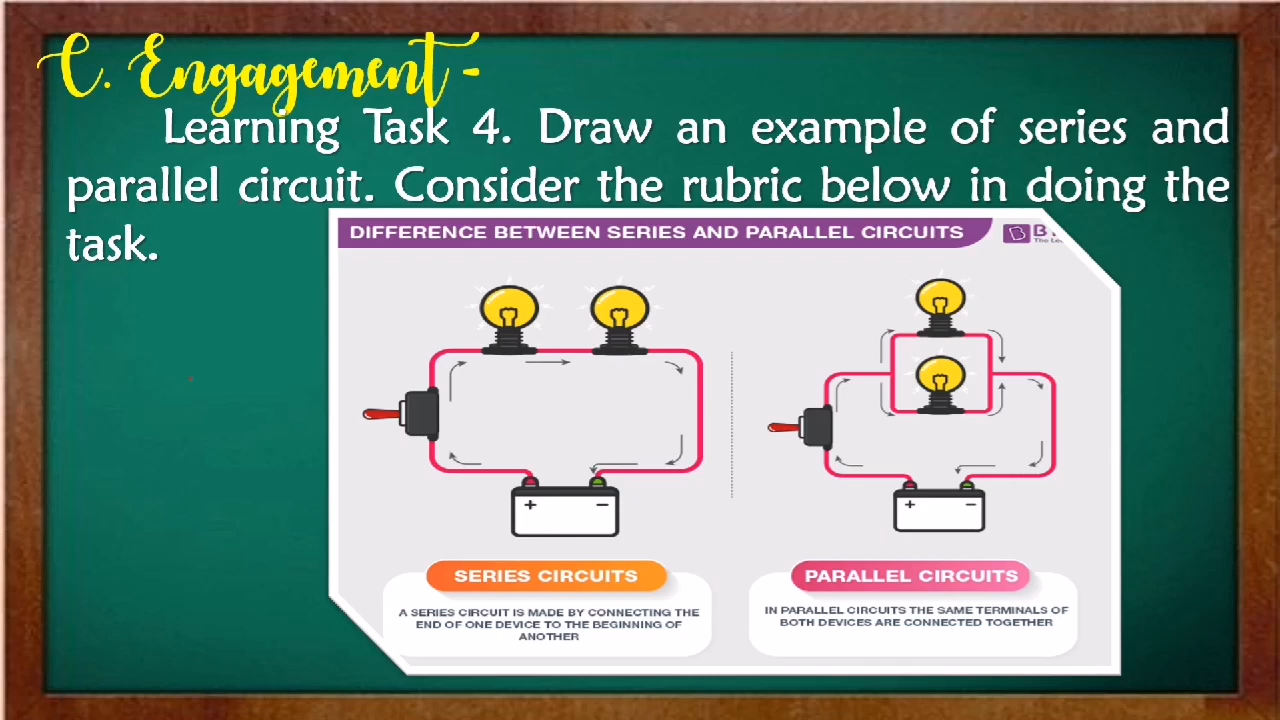 C. Engagement -
Learning Task 4. Draw an example of series and
parallel circuit. Consider the rubric below in doing the
task.
DIFFERENCE BETWEEN SERIES AND PARALLEL CIRCUITS
+ −
+ −
SERIES CIRCUITS
A SERIES CIRCUIT IS MADE BY CONNECTING THE
END OF ONE DEVICE TO THE BEGINNING OF
ANOTHER
PARALLEL CIRCUITS
IN PARALLEL CIRCUITS THE SAME TERMINALS OF
BOTH DEVICES ARE CONNECTED TOGETHER